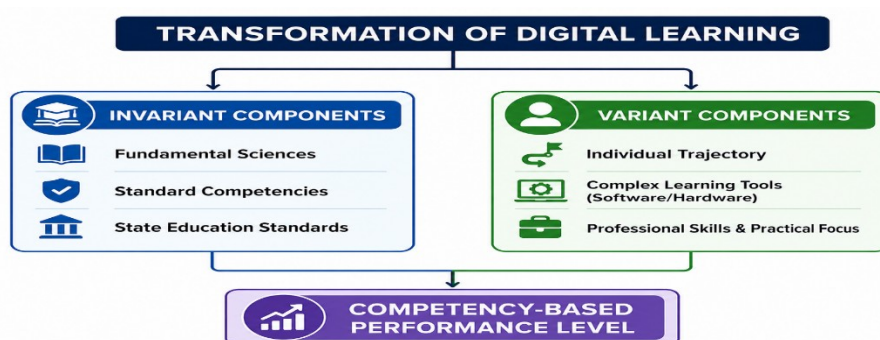 TRANSFORMATION OF DIGITAL LEARNING
INVARIANT COMPONENTS
Fundamental Sciences
Standard Competencies
State Education Standards
VARIANT COMPONENTS
Individual Trajectory
Complex Learning Tools
(Software/Hardware)
Professional Skills & Practical Focus
COMPETENCY-BASED
PERFORMANCE LEVEL